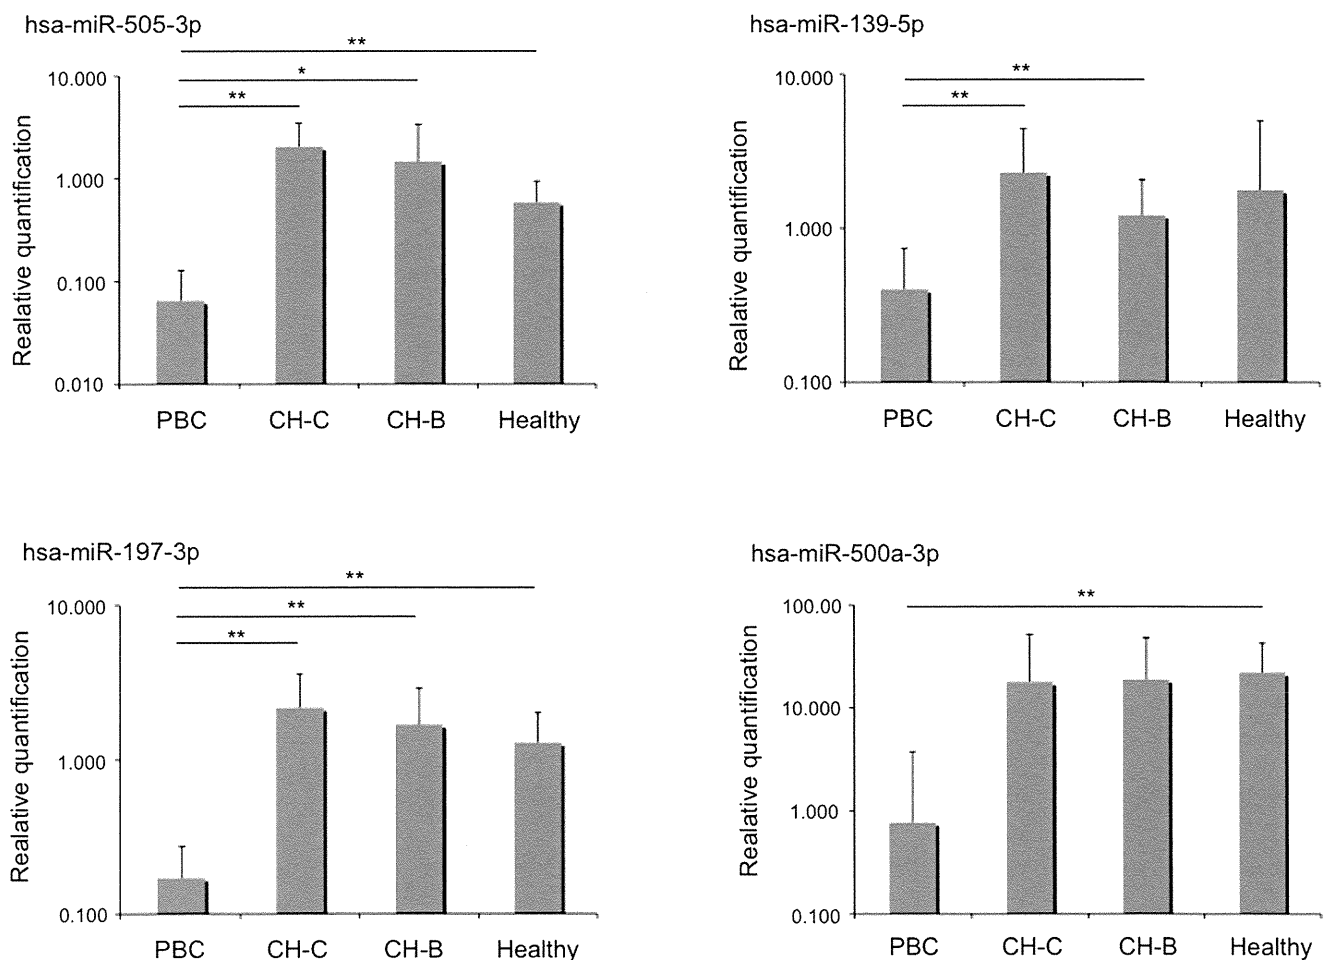 hsa-miR-505-3p
**
*
**
10.000
1.000
0.100
0.010
Realative quantification
PBC CH-C CH-B Healthy
hsa-miR-139-5p
**
**
10.000
1.000
0.100
Realative quantification
PBC CH-C CH-B Healthy
hsa-miR-197-3p
**
**
**
10.000
1.000
0.100
Realative quantification
PBC CH-C CH-B Healthy
hsa-miR-500a-3p
**
100.00
10.000
1.000
0.100
Realative quantification
PBC CH-C CH-B Healthy